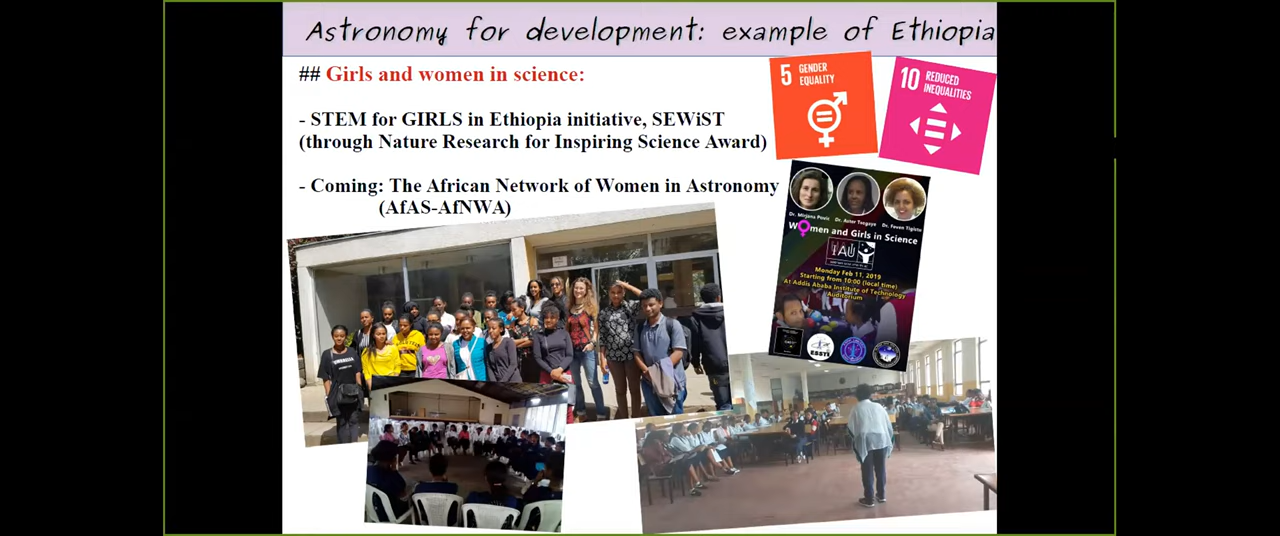 Astronomy for development: example of Ethiopia
## Girls and women in science:
- STEM for GIRLS in Ethiopia initiative, SEWiST
(through Nature Research for Inspiring Science Award)
- Coming: The African Network of Women in Astronomy
(AfAS-AfNWA)
5 GENDER
EQUALITY
10 REDUCED
INEQUALITIES
Dr. Mirjana Povic Dr. Aster Tsegaye Dr. Feven Tigistu
Women and Girls in Science
IAU
Monday Feb 11, 2019
Starting from 10:00 (local time)
At Addis Ababa Institute of Technology
Auditorium
ESSTI